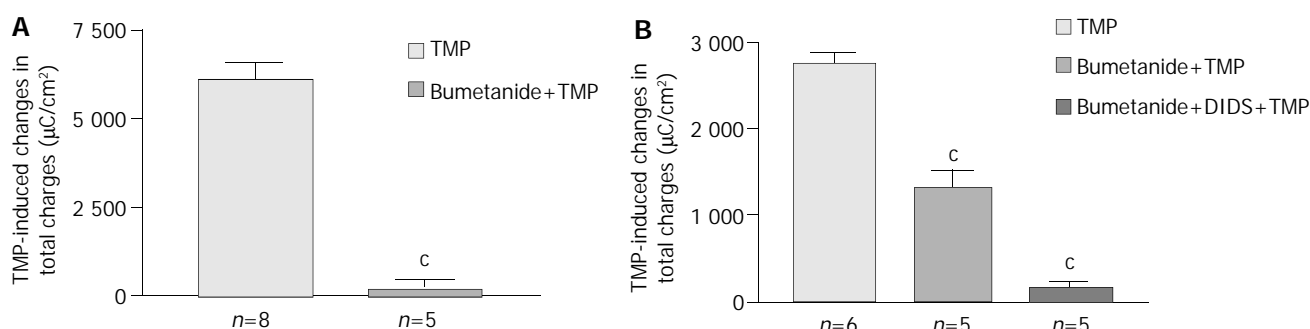 A
7 500
5 000
2 500
0
TMP-induced changes in
total charges (μC/cm²)
TMP
Bumetanide+TMP
c
n=8
n=5
B
3 000
2 000
1 000
0
TMP-induced changes in
total charges (μC/cm²)
TMP
Bumetanide+TMP
Bumetanide+DIDS+TMP
c
c
n=6
n=5
n=5